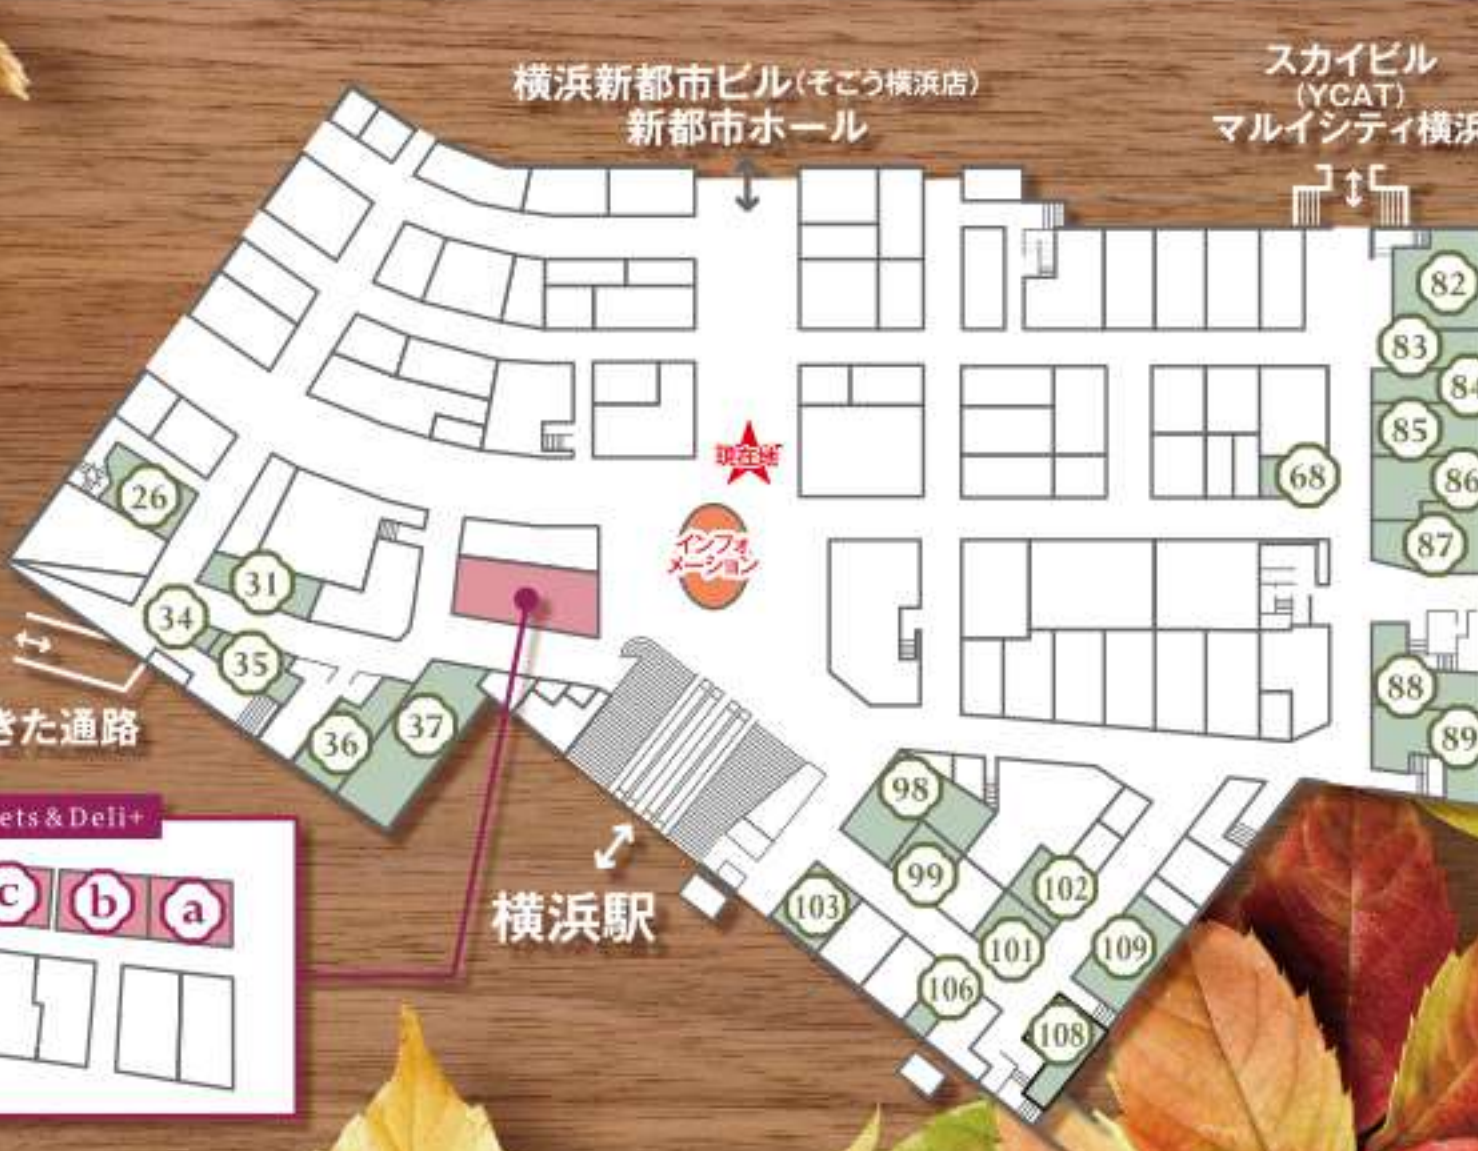 横浜新都市ビル(そごう横浜店)
新都市ホール
スカイビル
(YCAT)
マルイシティ横浜
82
83
84
85
68
86
87
現在地
インフォ
メーション
26
31
34
35
36
37
きた通路
88
89
ets&Deli+
c
b
a
横浜駅
98
99
102
103
101
109
106
108